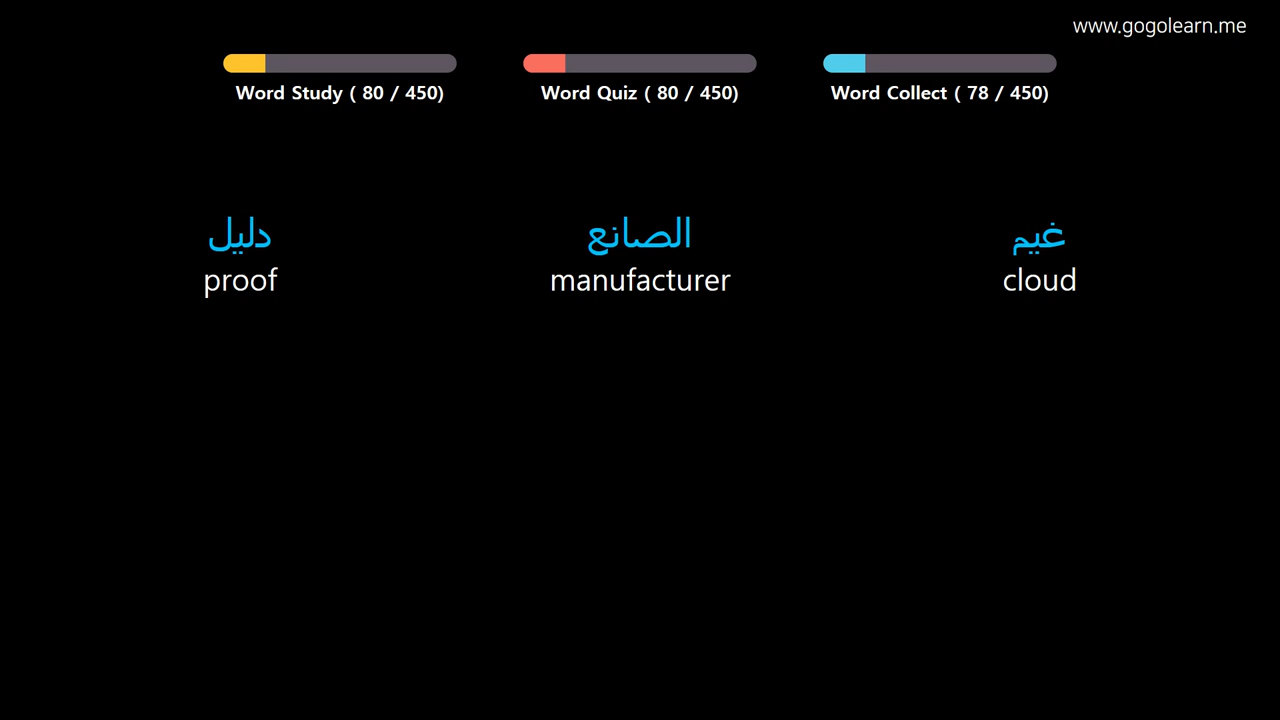 www.gogolearn.me
Word Study ( 80 / 450)
Word Quiz ( 80 / 450)
Word Collect ( 78 / 450)
دليل
proof
الصانع
manufacturer
غيم
cloud